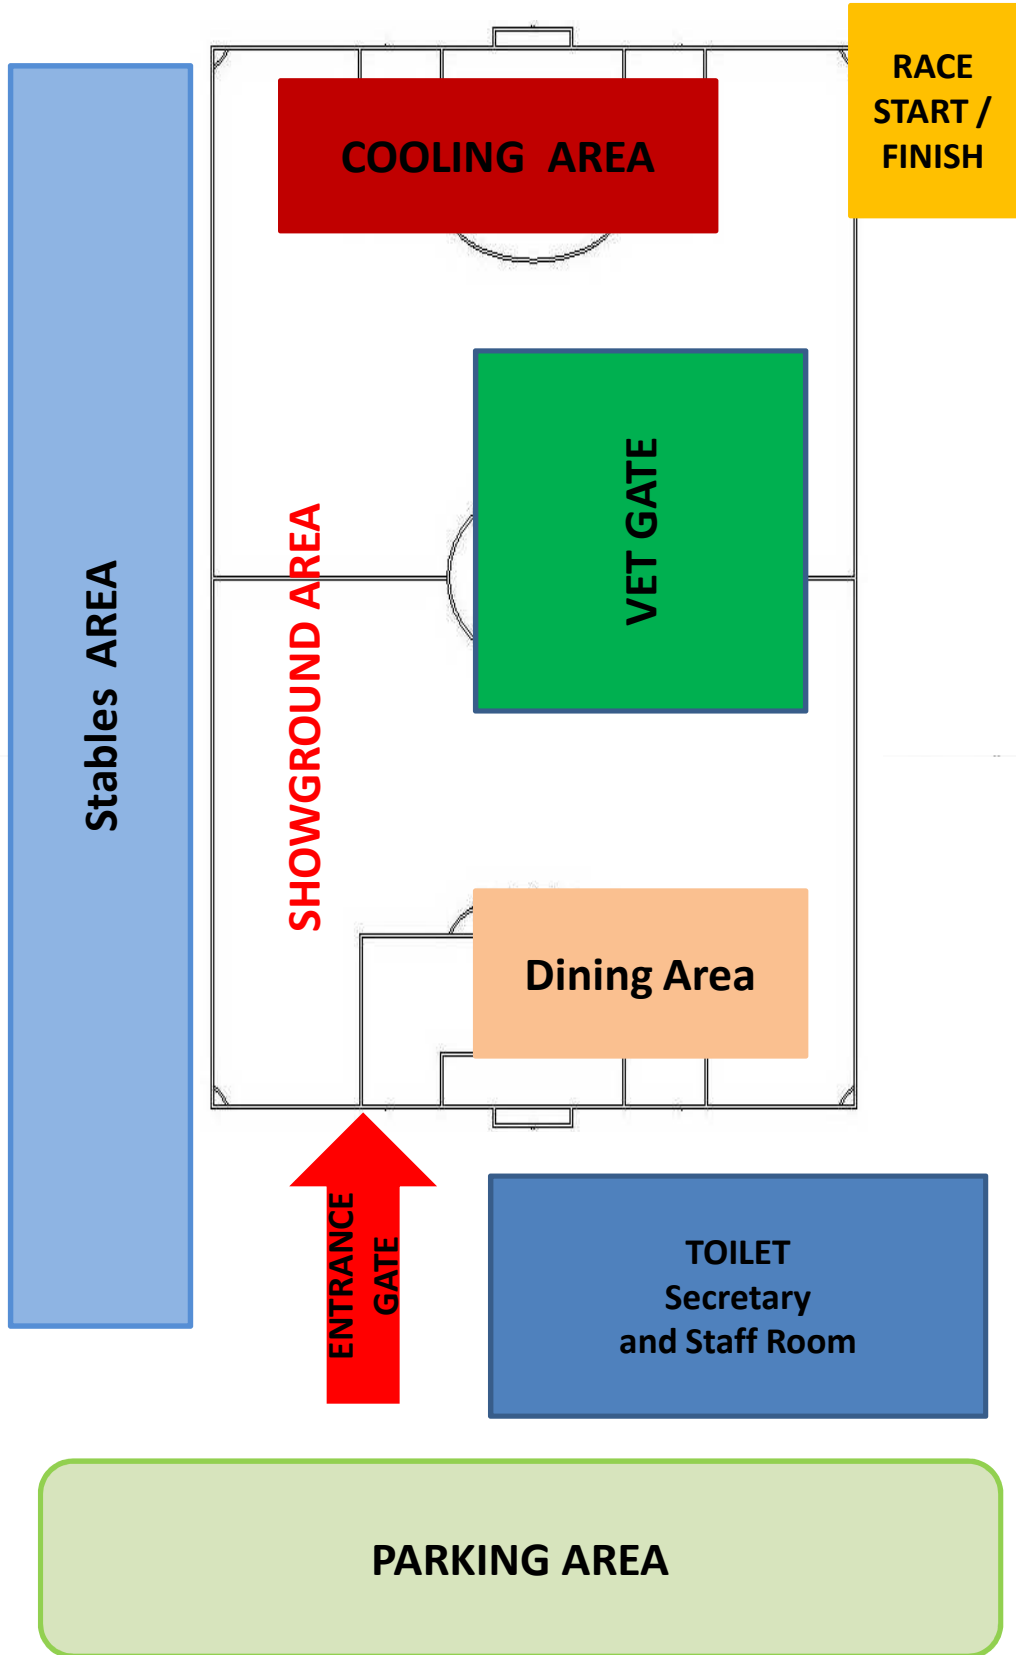 RACE
START /
FINISH
COOLING  AREA
VET GATE
Stables  AREA
SHOWGROUND AREA
Dining Area
ENTRANCE
GATE
TOILET
Secretary
and Staff Room
PARKING AREA